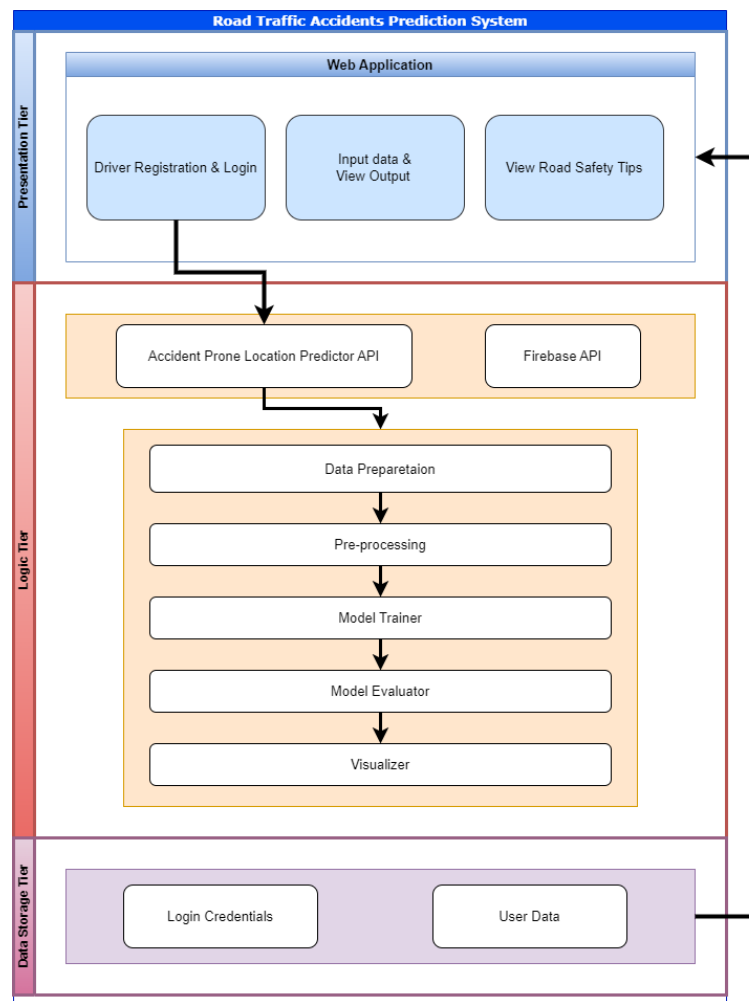 Road Traffic Accidents Prediction System
Presentation Tier
Web Application
Driver Registration & Login
Input data &
View Output
View Road Safety Tips
Logic Tier
Accident Prone Location Predictor API
Firebase API
Data Preparetaion
Pre-processing
Model Trainer
Model Evaluator
Visualizer
Data Storage Tier
Login Credentials
User Data